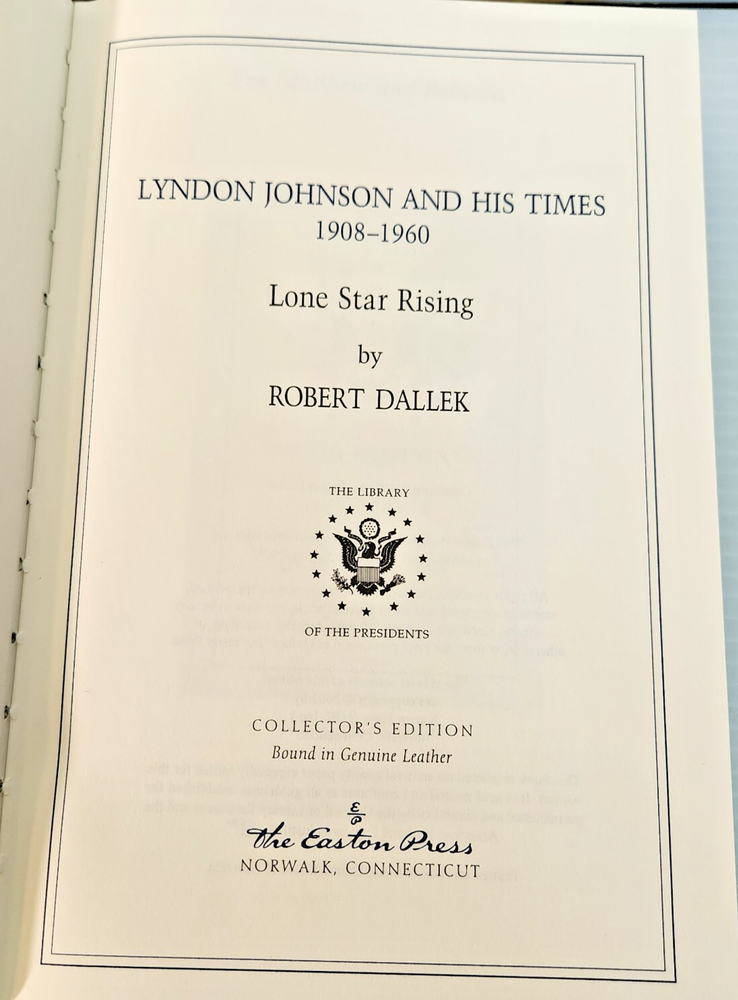 LYNDON JOHNSON AND HIS TIMES
1908–1960
Lone Star Rising
by
ROBERT DALLEK
THE LIBRARY
OF THE PRESIDENTS
COLLECTOR'S EDITION
Bound in Genuine Leather
E
P
The Easton Press
NORWALK, CONNECTICUT